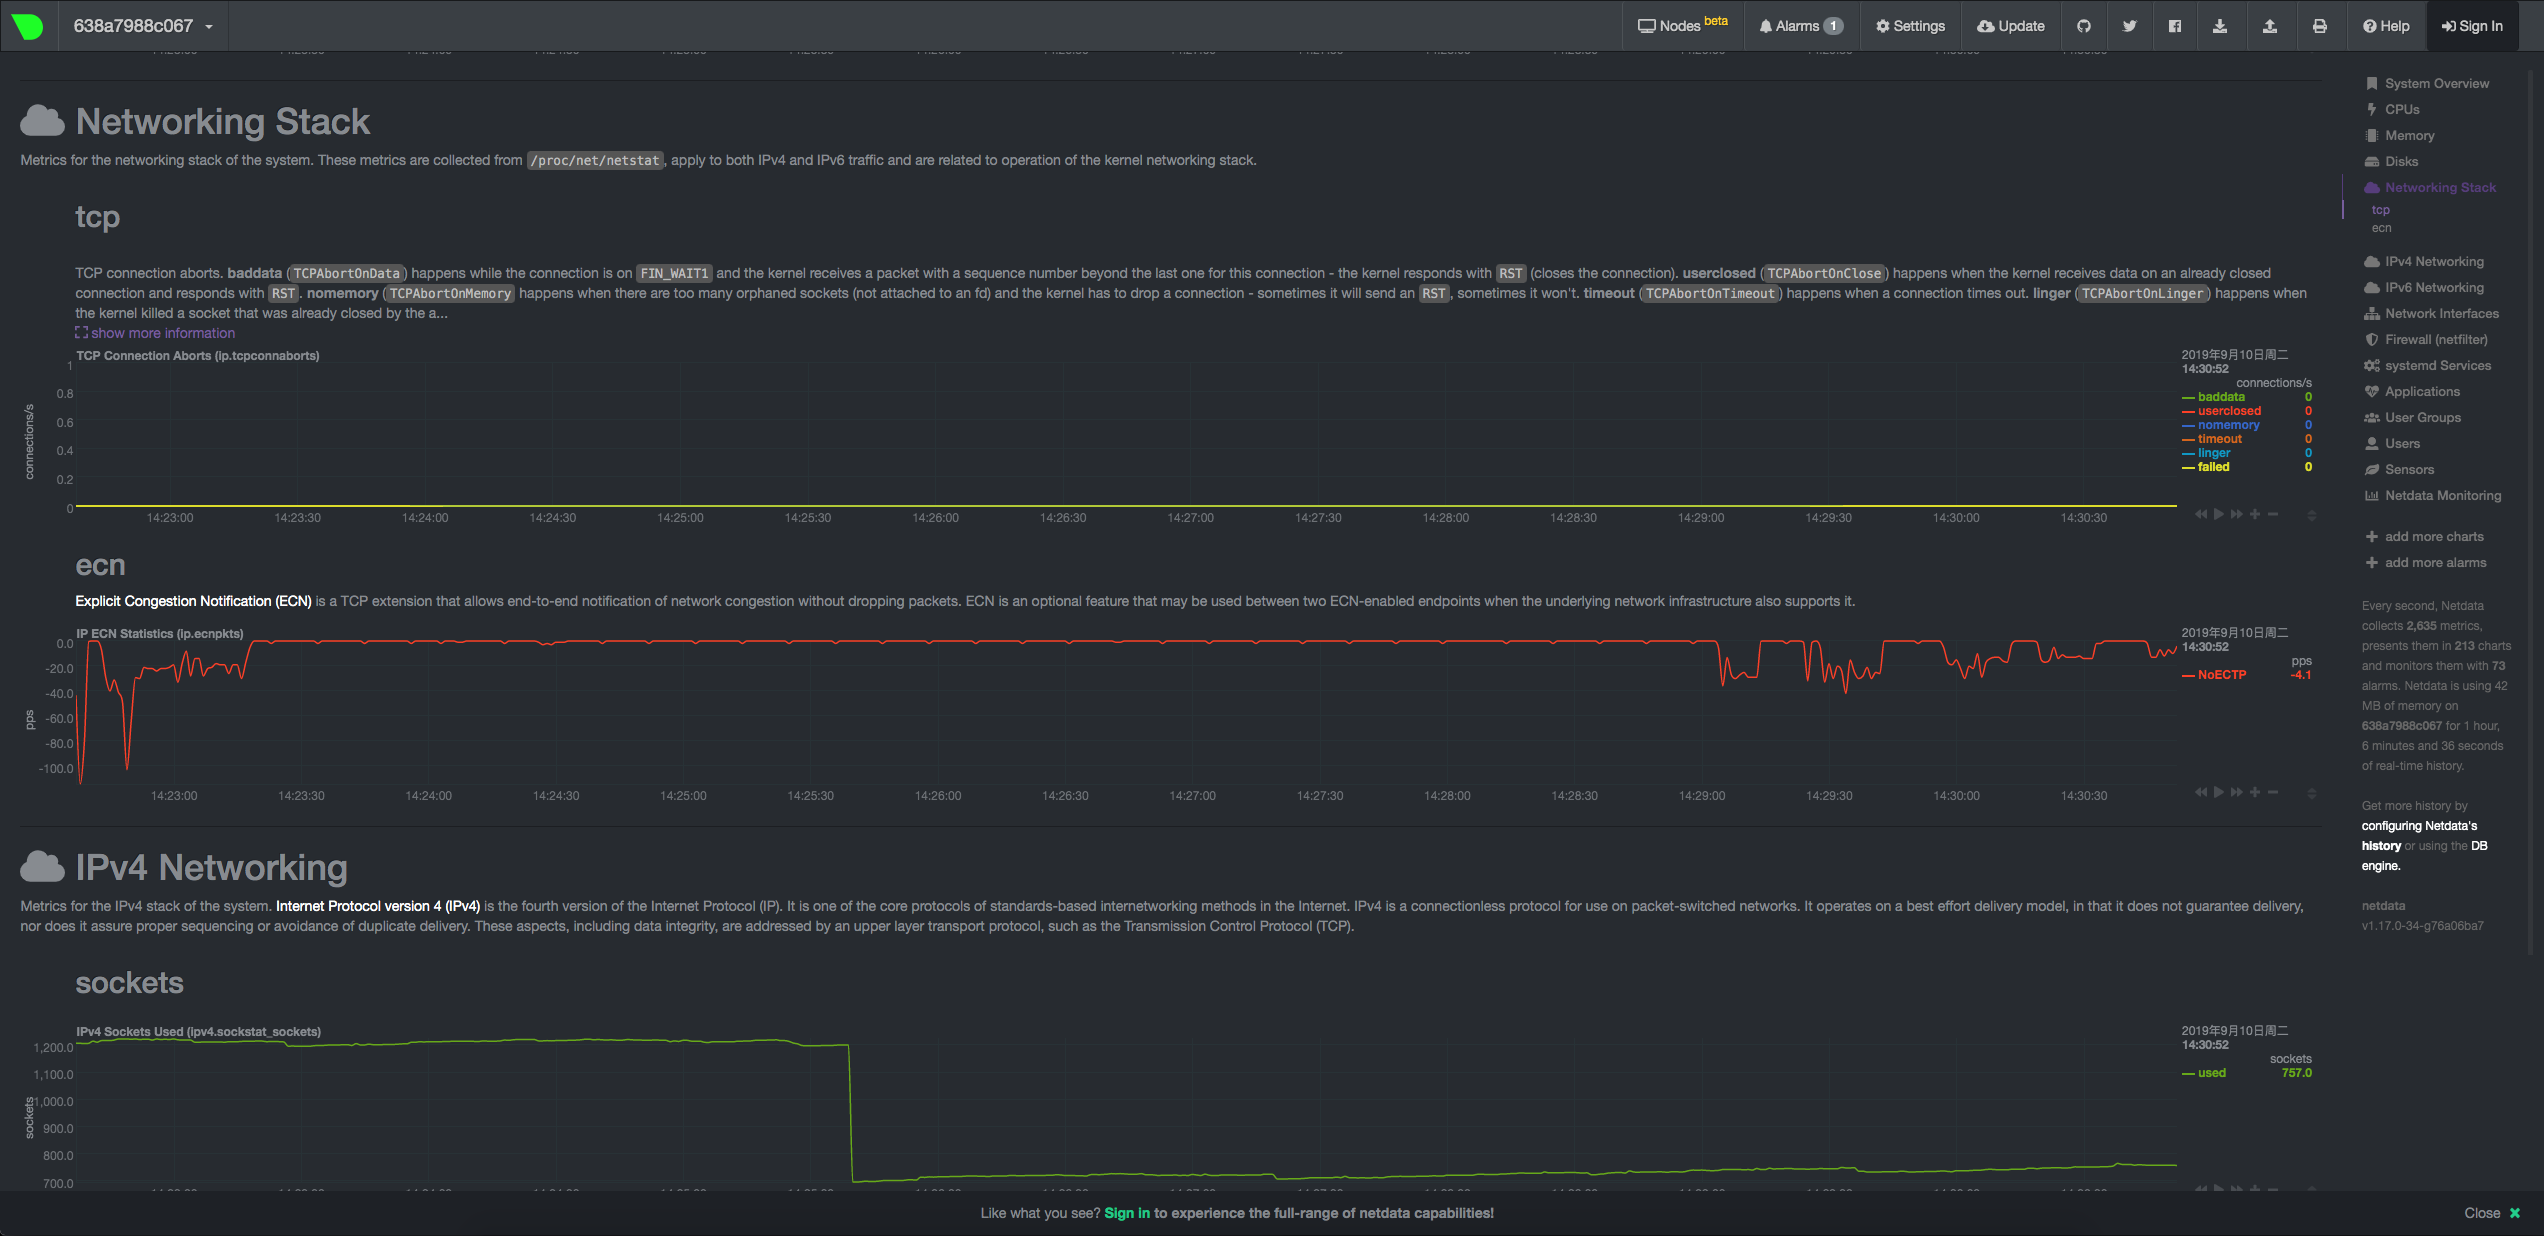 638a7988c067
Nodes beta
Alarms 1
Settings
Update
Help
Sign In
Networking Stack
Metrics for the networking stack of the system. These metrics are collected from /proc/net/netstat, apply to both IPv4 and IPv6 traffic and are related to operation of the kernel networking stack.
tcp
TCP connection aborts. baddata (TCPAbortOnData) happens while the connection is on FIN_WAIT1 and the kernel receives a packet with a sequence number beyond the last one for this connection - the kernel responds with RST (closes the connection). userclosed (TCPAbortOnClose) happens when the kernel receives data on an already closed
connection and responds with RST. nomemory (TCPAbortOnMemory happens when there are too many orphaned sockets (not attached to an fd) and the kernel has to drop a connection - sometimes it will send an RST, sometimes it won't. timeout (TCPAbortOnTimeout) happens when a connection times out. linger (TCPAbortOnLinger) happens when
the kernel killed a socket that was already closed by the a...
show more information
TCP Connection Aborts (ip.tcpconnaborts)
connections/s
1
0.8
0.6
0.4
0.2
0
14:23:00 14:23:30 14:24:00 14:24:30 14:25:00 14:25:30 14:26:00 14:26:30 14:27:00 14:27:30 14:28:00 14:28:30 14:29:00 14:29:30 14:30:00 14:30:30
2019年9月10日周二
14:30:52
connections/s
baddata 0
userclosed 0
nomemory 0
timeout 0
linger 0
failed 0
ecn
Explicit Congestion Notification (ECN) is a TCP extension that allows end-to-end notification of network congestion without dropping packets. ECN is an optional feature that may be used between two ECN-enabled endpoints when the underlying network infrastructure also supports it.
IP ECN Statistics (ip.ecnpkts)
pps
0.0
-20.0
-40.0
-60.0
-80.0
-100.0
14:23:00 14:23:30 14:24:00 14:24:30 14:25:00 14:25:30 14:26:00 14:26:30 14:27:00 14:27:30 14:28:00 14:28:30 14:29:00 14:29:30 14:30:00 14:30:30
2019年9月10日周二
14:30:52
pps
NoECTP -4.1
IPv4 Networking
Metrics for the IPv4 stack of the system. Internet Protocol version 4 (IPv4) is the fourth version of the Internet Protocol (IP). It is one of the core protocols of standards-based internetworking methods in the Internet. IPv4 is a connectionless protocol for use on packet-switched networks. It operates on a best effort delivery model, in that it does not guarantee delivery,
nor does it assure proper sequencing or avoidance of duplicate delivery. These aspects, including data integrity, are addressed by an upper layer transport protocol, such as the Transmission Control Protocol (TCP).
sockets
IPv4 Sockets Used (ipv4.sockstat_sockets)
sockets
1,200.0
1,100.0
1,000.0
900.0
800.0
700.0
2019年9月10日周二
14:30:52
sockets
used 757.0
System Overview
CPUs
Memory
Disks
Networking Stack
tcp
ecn
IPv4 Networking
IPv6 Networking
Network Interfaces
Firewall (netfilter)
systemd Services
Applications
User Groups
Users
Sensors
Netdata Monitoring
add more charts
add more alarms
Every second, Netdata
collects 2,635 metrics,
presents them in 213 charts
and monitors them with 73
alarms. Netdata is using 42
MB of memory on
638a7988c067 for 1 hour,
6 minutes and 36 seconds
of real-time history.
Get more history by
configuring Netdata's
history or using the DB
engine.
netdata
v1.17.0-34-g76a06ba7
Like what you see? Sign in to experience the full-range of netdata capabilities!
Close